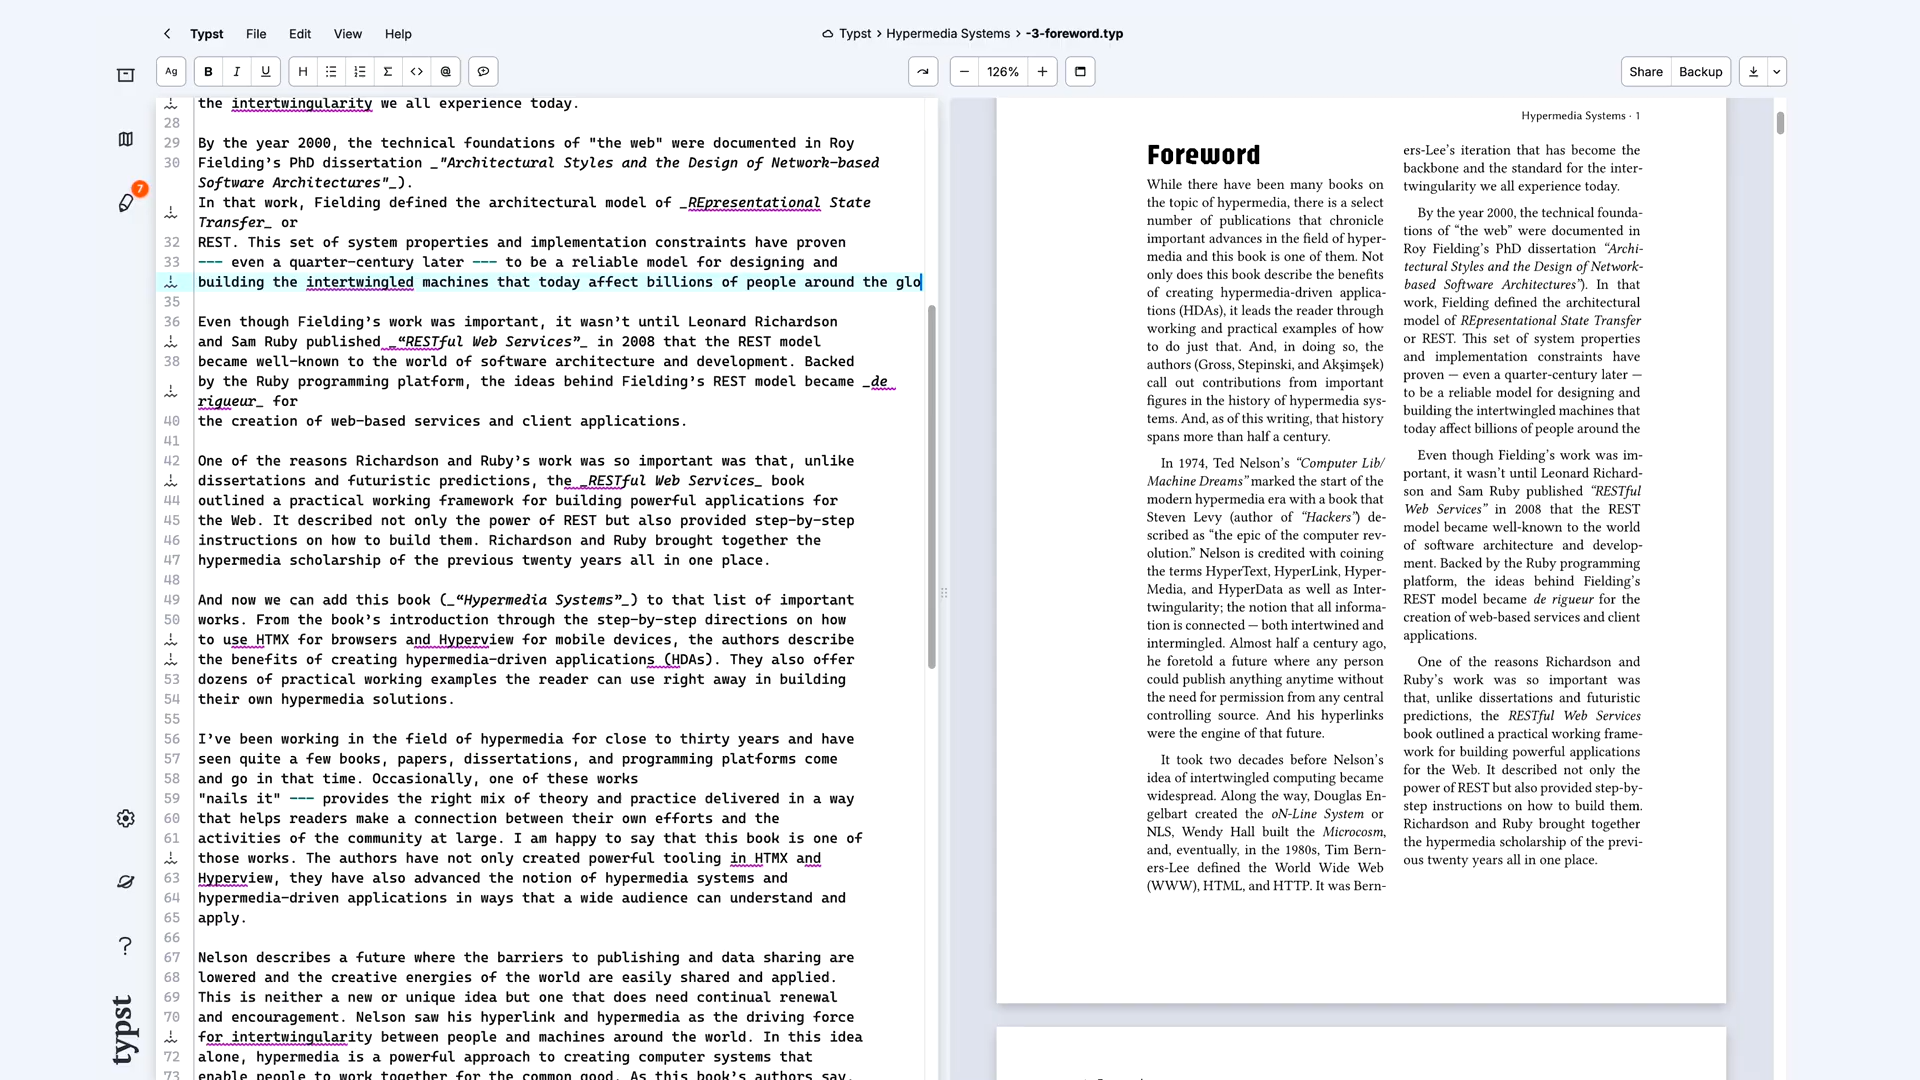 Typst File Edit View Help
Typst > Hypermedia Systems > -3-foreword.typ
Ag B I U H Σ <> @
126%
Share Backup
7
typst
the intertwingularity we all experience today.
28
29 By the year 2000, the technical foundations of "the web" were documented in Roy
30 Fielding’s PhD dissertation _"Architectural Styles and the Design of Network-based
Software Architectures"_).
In that work, Fielding defined the architectural model of _REpresentational State
Transfer_ or
32 REST. This set of system properties and implementation constraints have proven
33 --- even a quarter-century later --- to be a reliable model for designing and
building the intertwingled machines that today affect billions of people around the glo
35
36 Even though Fielding’s work was important, it wasn’t until Leonard Richardson
and Sam Ruby published _“RESTful Web Services”_ in 2008 that the REST model
38 became well-known to the world of software architecture and development. Backed
by the Ruby programming platform, the ideas behind Fielding’s REST model became _de
rigueur_ for
40 the creation of web-based services and client applications.
41
42 One of the reasons Richardson and Ruby’s work was so important was that, unlike
dissertations and futuristic predictions, the _RESTful Web Services_ book
44 outlined a practical working framework for building powerful applications for
45 the Web. It described not only the power of REST but also provided step-by-step
46 instructions on how to build them. Richardson and Ruby brought together the
47 hypermedia scholarship of the previous twenty years all in one place.
48
49 And now we can add this book (_“Hypermedia Systems”_) to that list of important
50 works. From the book’s introduction through the step-by-step directions on how
to use HTMX for browsers and Hyperview for mobile devices, the authors describe
the benefits of creating hypermedia-driven applications (HDAs). They also offer
53 dozens of practical working examples the reader can use right away in building
54 their own hypermedia solutions.
55
56 I’ve been working in the field of hypermedia for close to thirty years and have
57 seen quite a few books, papers, dissertations, and programming platforms come
58 and go in that time. Occasionally, one of these works
59 "nails it" --- provides the right mix of theory and practice delivered in a way
60 that helps readers make a connection between their own efforts and the
61 activities of the community at large. I am happy to say that this book is one of
those works. The authors have not only created powerful tooling in HTMX and
63 Hyperview, they have also advanced the notion of hypermedia systems and
64 hypermedia-driven applications in ways that a wide audience can understand and
65 apply.
66
67 Nelson describes a future where the barriers to publishing and data sharing are
68 lowered and the creative energies of the world are easily shared and applied.
69 This is neither a new or unique idea but one that does need continual renewal
70 and encouragement. Nelson saw his hyperlink and hypermedia as the driving force
for intertwingularity between people and machines around the world. In this idea
72 alone, hypermedia is a powerful approach to creating computer systems that
73 enable people to work together for the common good. As this book’s authors say,
Hypermedia Systems · 1
Foreword
While there have been many books on
the topic of hypermedia, there is a select
number of publications that chronicle
important advances in the field of hyper-
media and this book is one of them. Not
only does this book describe the benefits
of creating hypermedia-driven applica-
tions (HDAs), it leads the reader through
working and practical examples of how
to do just that. And, in doing so, the
authors (Gross, Stepinski, and Akşimşek)
call out contributions from important
figures in the history of hypermedia sys-
tems. And, as of this writing, that history
spans more than half a century.
In 1974, Ted Nelson’s “Computer Lib/
Machine Dreams” marked the start of the
modern hypermedia era with a book that
Steven Levy (author of “Hackers”) de-
scribed as “the epic of the computer rev-
olution.” Nelson is credited with coining
the terms HyperText, HyperLink, Hyper-
Media, and HyperData as well as Inter-
twingularity; the notion that all informa-
tion is connected — both intertwined and
intermingled. Almost half a century ago,
he foretold a future where any person
could publish anything anytime without
the need for permission from any central
controlling source. And his hyperlinks
were the engine of that future.
It took two decades before Nelson’s
idea of intertwingled computing became
widespread. Along the way, Douglas En-
gelbart created the oN-Line System or
NLS, Wendy Hall built the Microcosm,
and, eventually, in the 1980s, Tim Bern-
ers-Lee defined the World Wide Web
(WWW), HTML, and HTTP. It was Bern-
ers-Lee’s iteration that has become the
backbone and the standard for the inter-
twingularity we all experience today.
By the year 2000, the technical founda-
tions of “the web” were documented in
Roy Fielding’s PhD dissertation “Archi-
tectural Styles and the Design of Network-
based Software Architectures”). In that
work, Fielding defined the architectural
model of REpresentational State Transfer
or REST. This set of system properties
and implementation constraints have
proven — even a quarter-century later —
to be a reliable model for designing and
building the intertwingled machines that
today affect billions of people around the
Even though Fielding’s work was im-
portant, it wasn’t until Leonard Richard-
son and Sam Ruby published “RESTful
Web Services” in 2008 that the REST
model became well-known to the world
of software architecture and develop-
ment. Backed by the Ruby programming
platform, the ideas behind Fielding’s
REST model became de rigueur for the
creation of web-based services and client
applications.
One of the reasons Richardson and
Ruby’s work was so important was
that, unlike dissertations and futuristic
predictions, the RESTful Web Services
book outlined a practical working frame-
work for building powerful applications
for the Web. It described not only the
power of REST but also provided step-by-
step instructions on how to build them.
Richardson and Ruby brought together
the hypermedia scholarship of the previ-
ous twenty years all in one place.